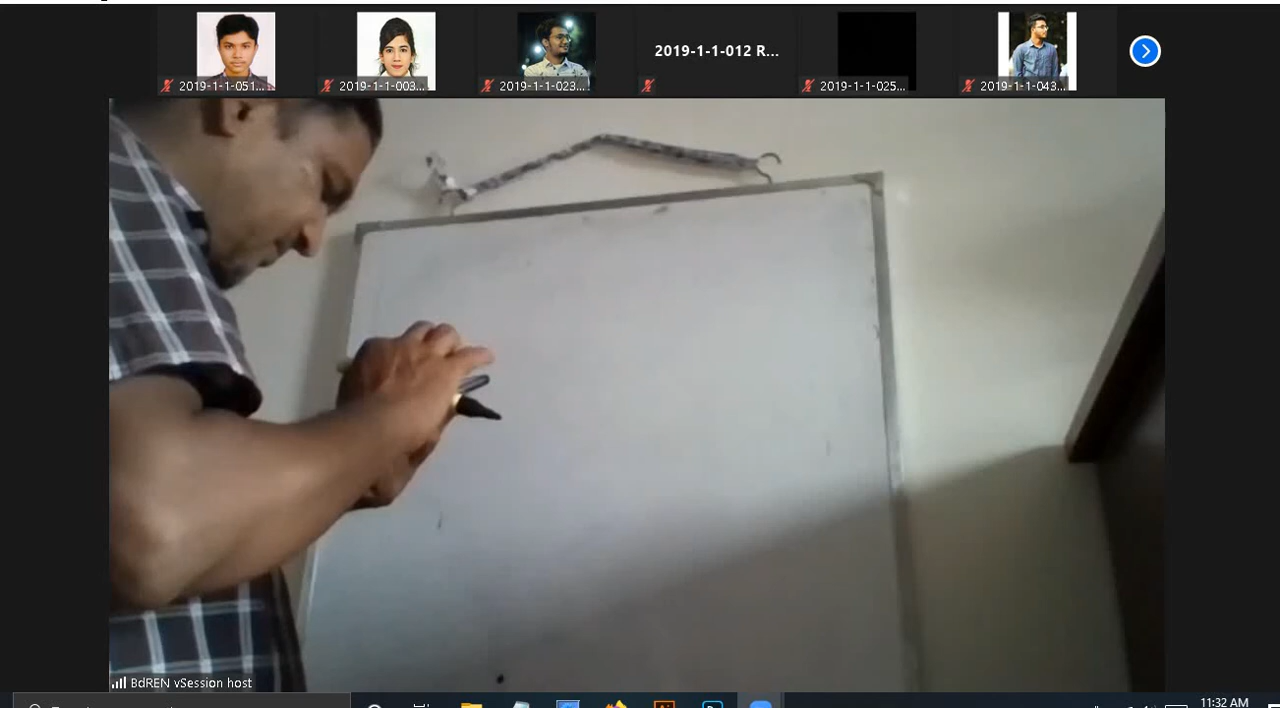 2019-1-1-012 R...
2019-1-1-051...
2019-1-1-003...
2019-1-1-023...
2019-1-1-025...
2019-1-1-043...
BdREN vSession host
11:32 AM